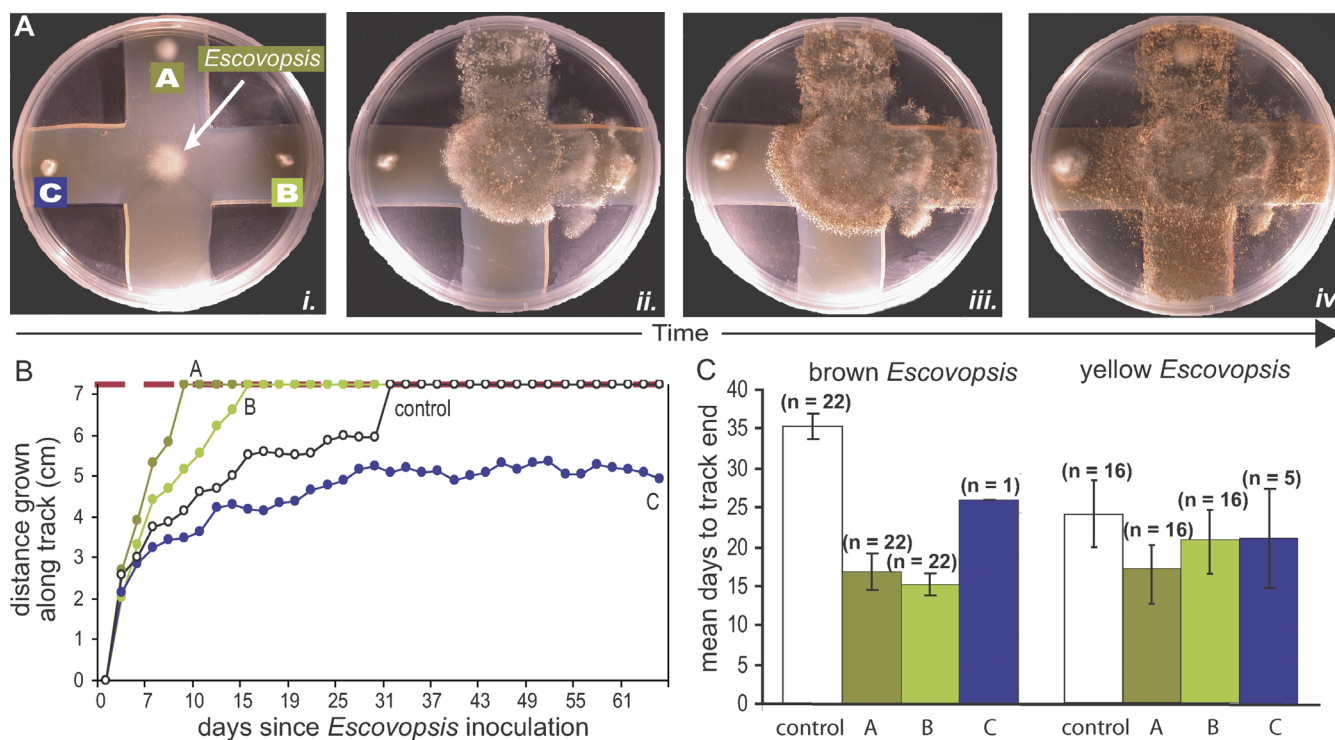 A
Escovopsis
A
B
C
i.
ii.
iii.
iv
Time
B
7
6
5
4
3
2
1
0
distance grown
along track (cm)
A
B
control
C
0 7 10 15 19 25 31 37 43 49 55 61
days since Escovopsis inoculation
C
brown Escovopsis
yellow Escovopsis
40
35
30
25
20
15
10
5
0
mean days to track end
(n = 22)
(n = 22)
(n = 22)
(n = 1)
(n = 16)
(n = 16)
(n = 16)
(n = 5)
control A B C
control A B C